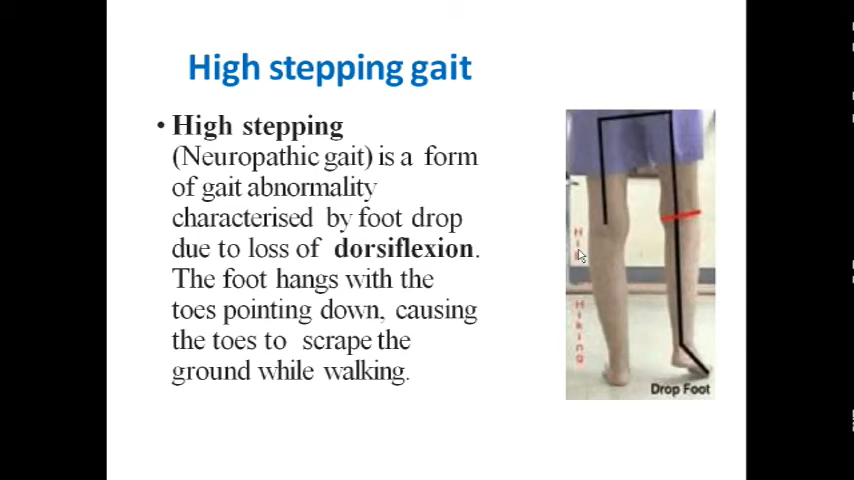 High stepping gait
• High stepping
(Neuropathic gait) is a form
of gait abnormality
characterised by foot drop
due to loss of dorsiflexion.
The foot hangs with the
toes pointing down, causing
the toes to scrape the
ground while walking.
Hiking
Drop Foot